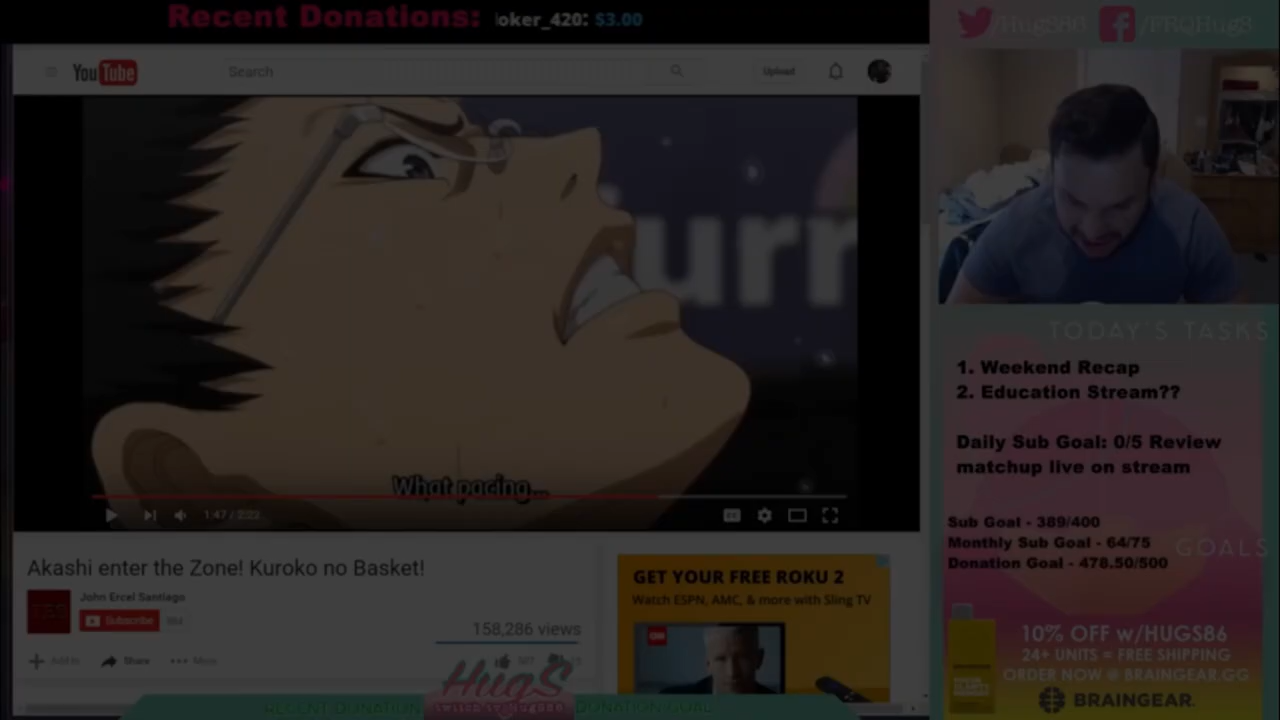 Recent Donations: oker_420: $3.00
/HugS86 /FRQHugS
YouTube
Search
Upload
urr
TODAY'S TASKS
1. Weekend Recap
2. Education Stream??
Daily Sub Goal: 0/5 Review
matchup live on stream
What pacing...
1:47 / 2:22
CC
Sub Goal - 389/400
Monthly Sub Goal - 64/75
GOALS
Donation Goal - 478.50/500
Akashi enter the Zone! Kuroko no Basket!
John Ercel Santiago
Subscribe
158,286 views
Add to
Share
More
GET YOUR FREE ROKU 2
Watch ESPN, AMC, & more with Sling TV
CNN
10% OFF w/HUGS86
24+ UNITS = FREE SHIPPING
ORDER NOW @ BRAINGEAR.GG
BRAINGEAR
HugS
twitch.tv/hugs86
RECENT DONATION
DONATION GOAL